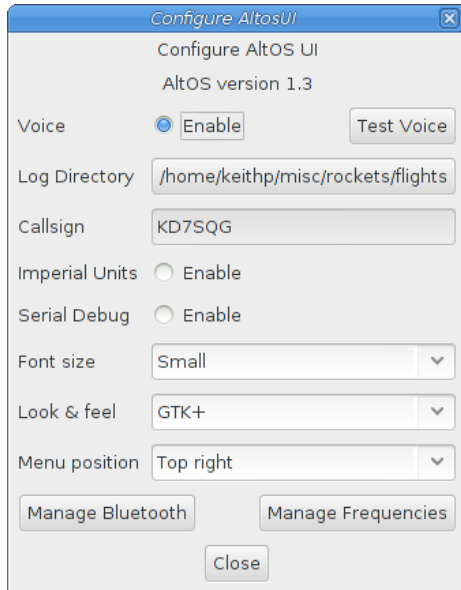 Configure AltosUI
Configure AltOS UI
AltOS version 1.3
Voice Enable Test Voice
Log Directory /home/keithp/misc/rockets/flights
Callsign KD7SQG
Imperial Units Enable
Serial Debug Enable
Font size Small
Look & feel GTK+
Menu position Top right
Manage Bluetooth Manage Frequencies
Close